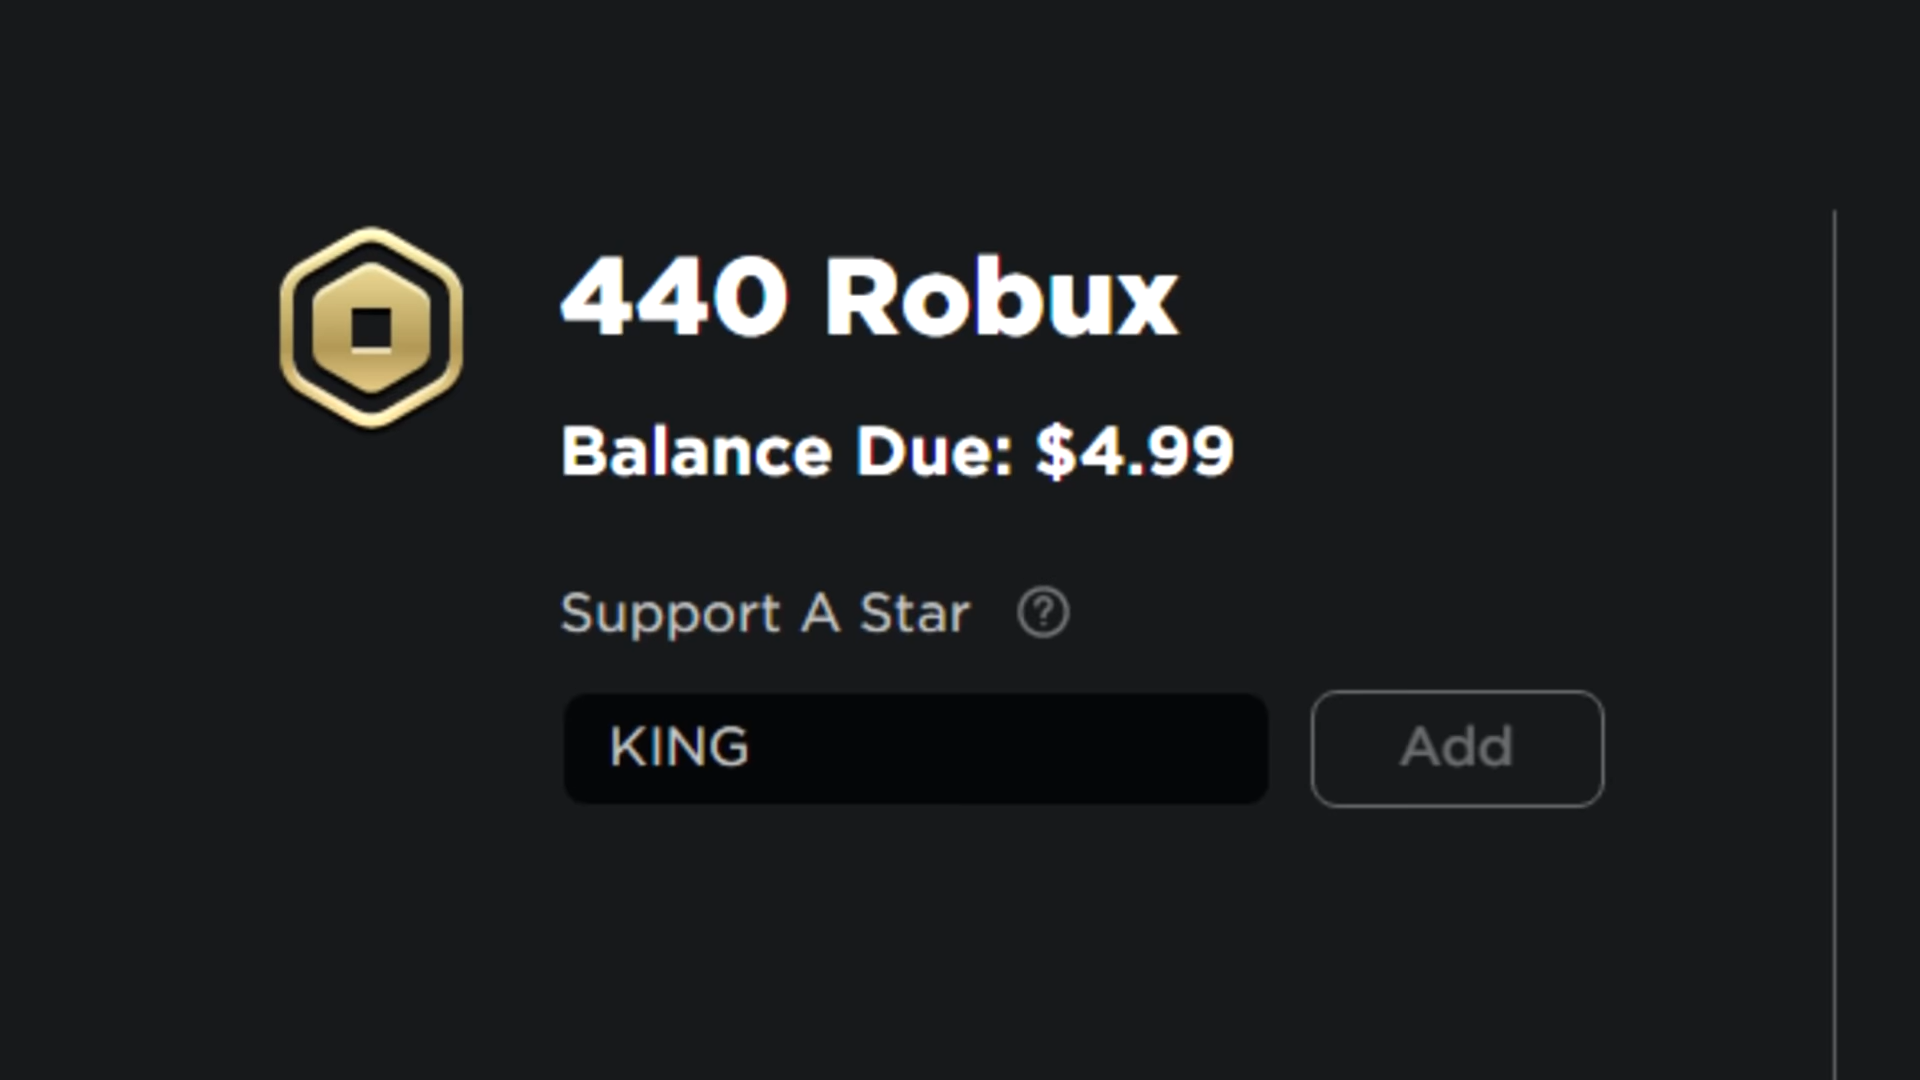 440 Robux
Balance Due: $4.99
Support A Star ?
KING Add